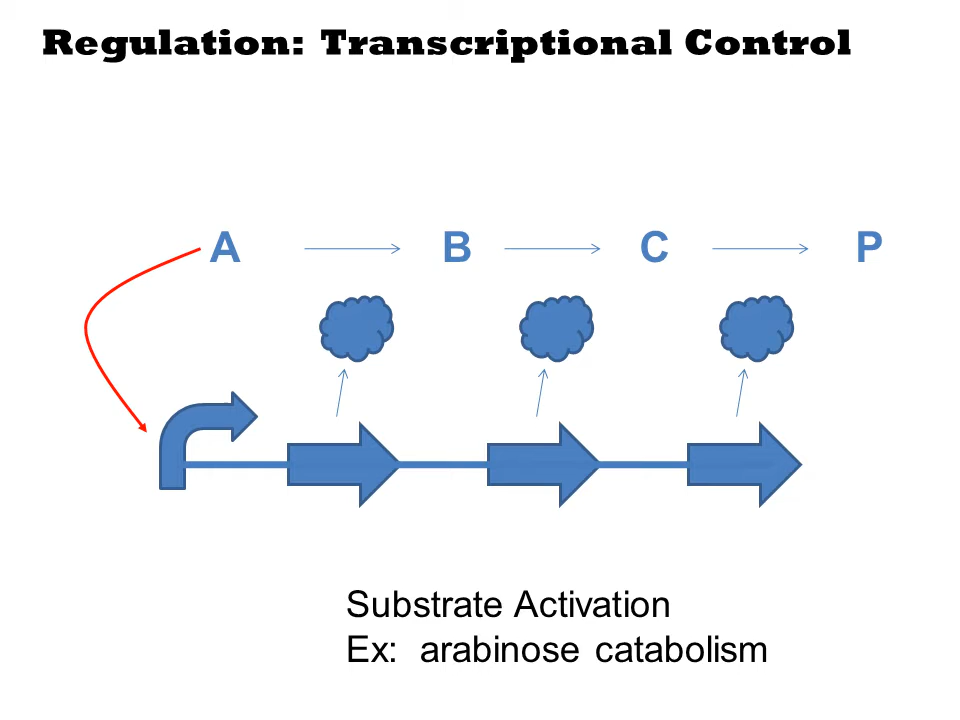 Regulation: Transcriptional Control
A B C P
Substrate Activation
Ex: arabinose catabolism